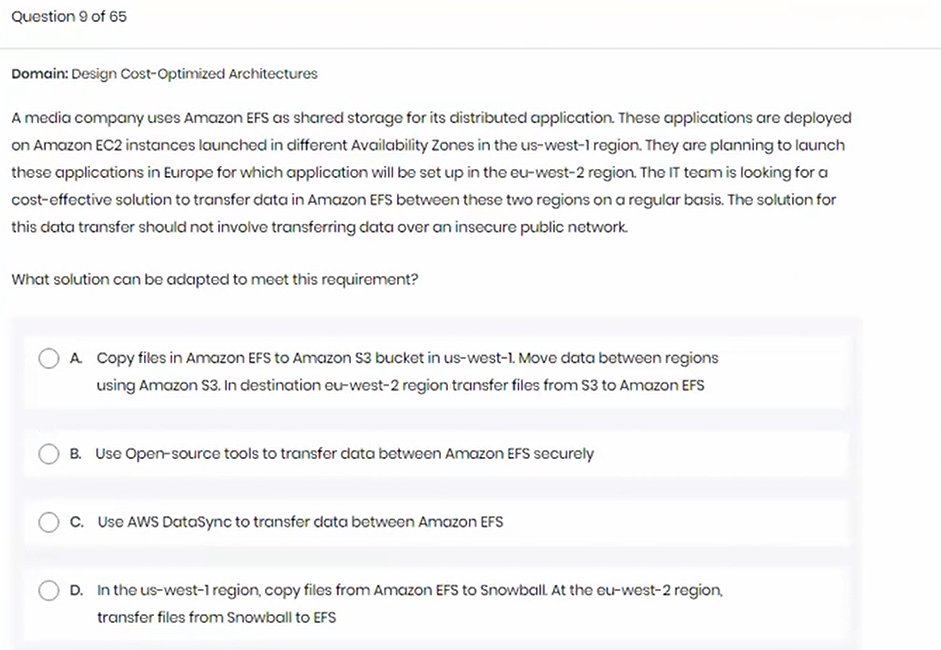 Question 9 of 65
Domain: Design Cost-Optimized Architectures
A media company uses Amazon EFS as shared storage for its distributed application. These applications are deployed
on Amazon EC2 instances launched in different Availability Zones in the us-west-1 region. They are planning to launch
these applications in Europe for which application will be set up in the eu-west-2 region. The IT team is looking for a
cost-effective solution to transfer data in Amazon EFS between these two regions on a regular basis. The solution for
this data transfer should not involve transferring data over an insecure public network.
What solution can be adapted to meet this requirement?
A. Copy files in Amazon EFS to Amazon S3 bucket in us-west-1. Move data between regions
using Amazon S3. In destination eu-west-2 region transfer files from S3 to Amazon EFS
B. Use Open-source tools to transfer data between Amazon EFS securely
C. Use AWS DataSync to transfer data between Amazon EFS
D. In the us-west-1 region, copy files from Amazon EFS to Snowball. At the eu-west-2 region,
transfer files from Snowball to EFS